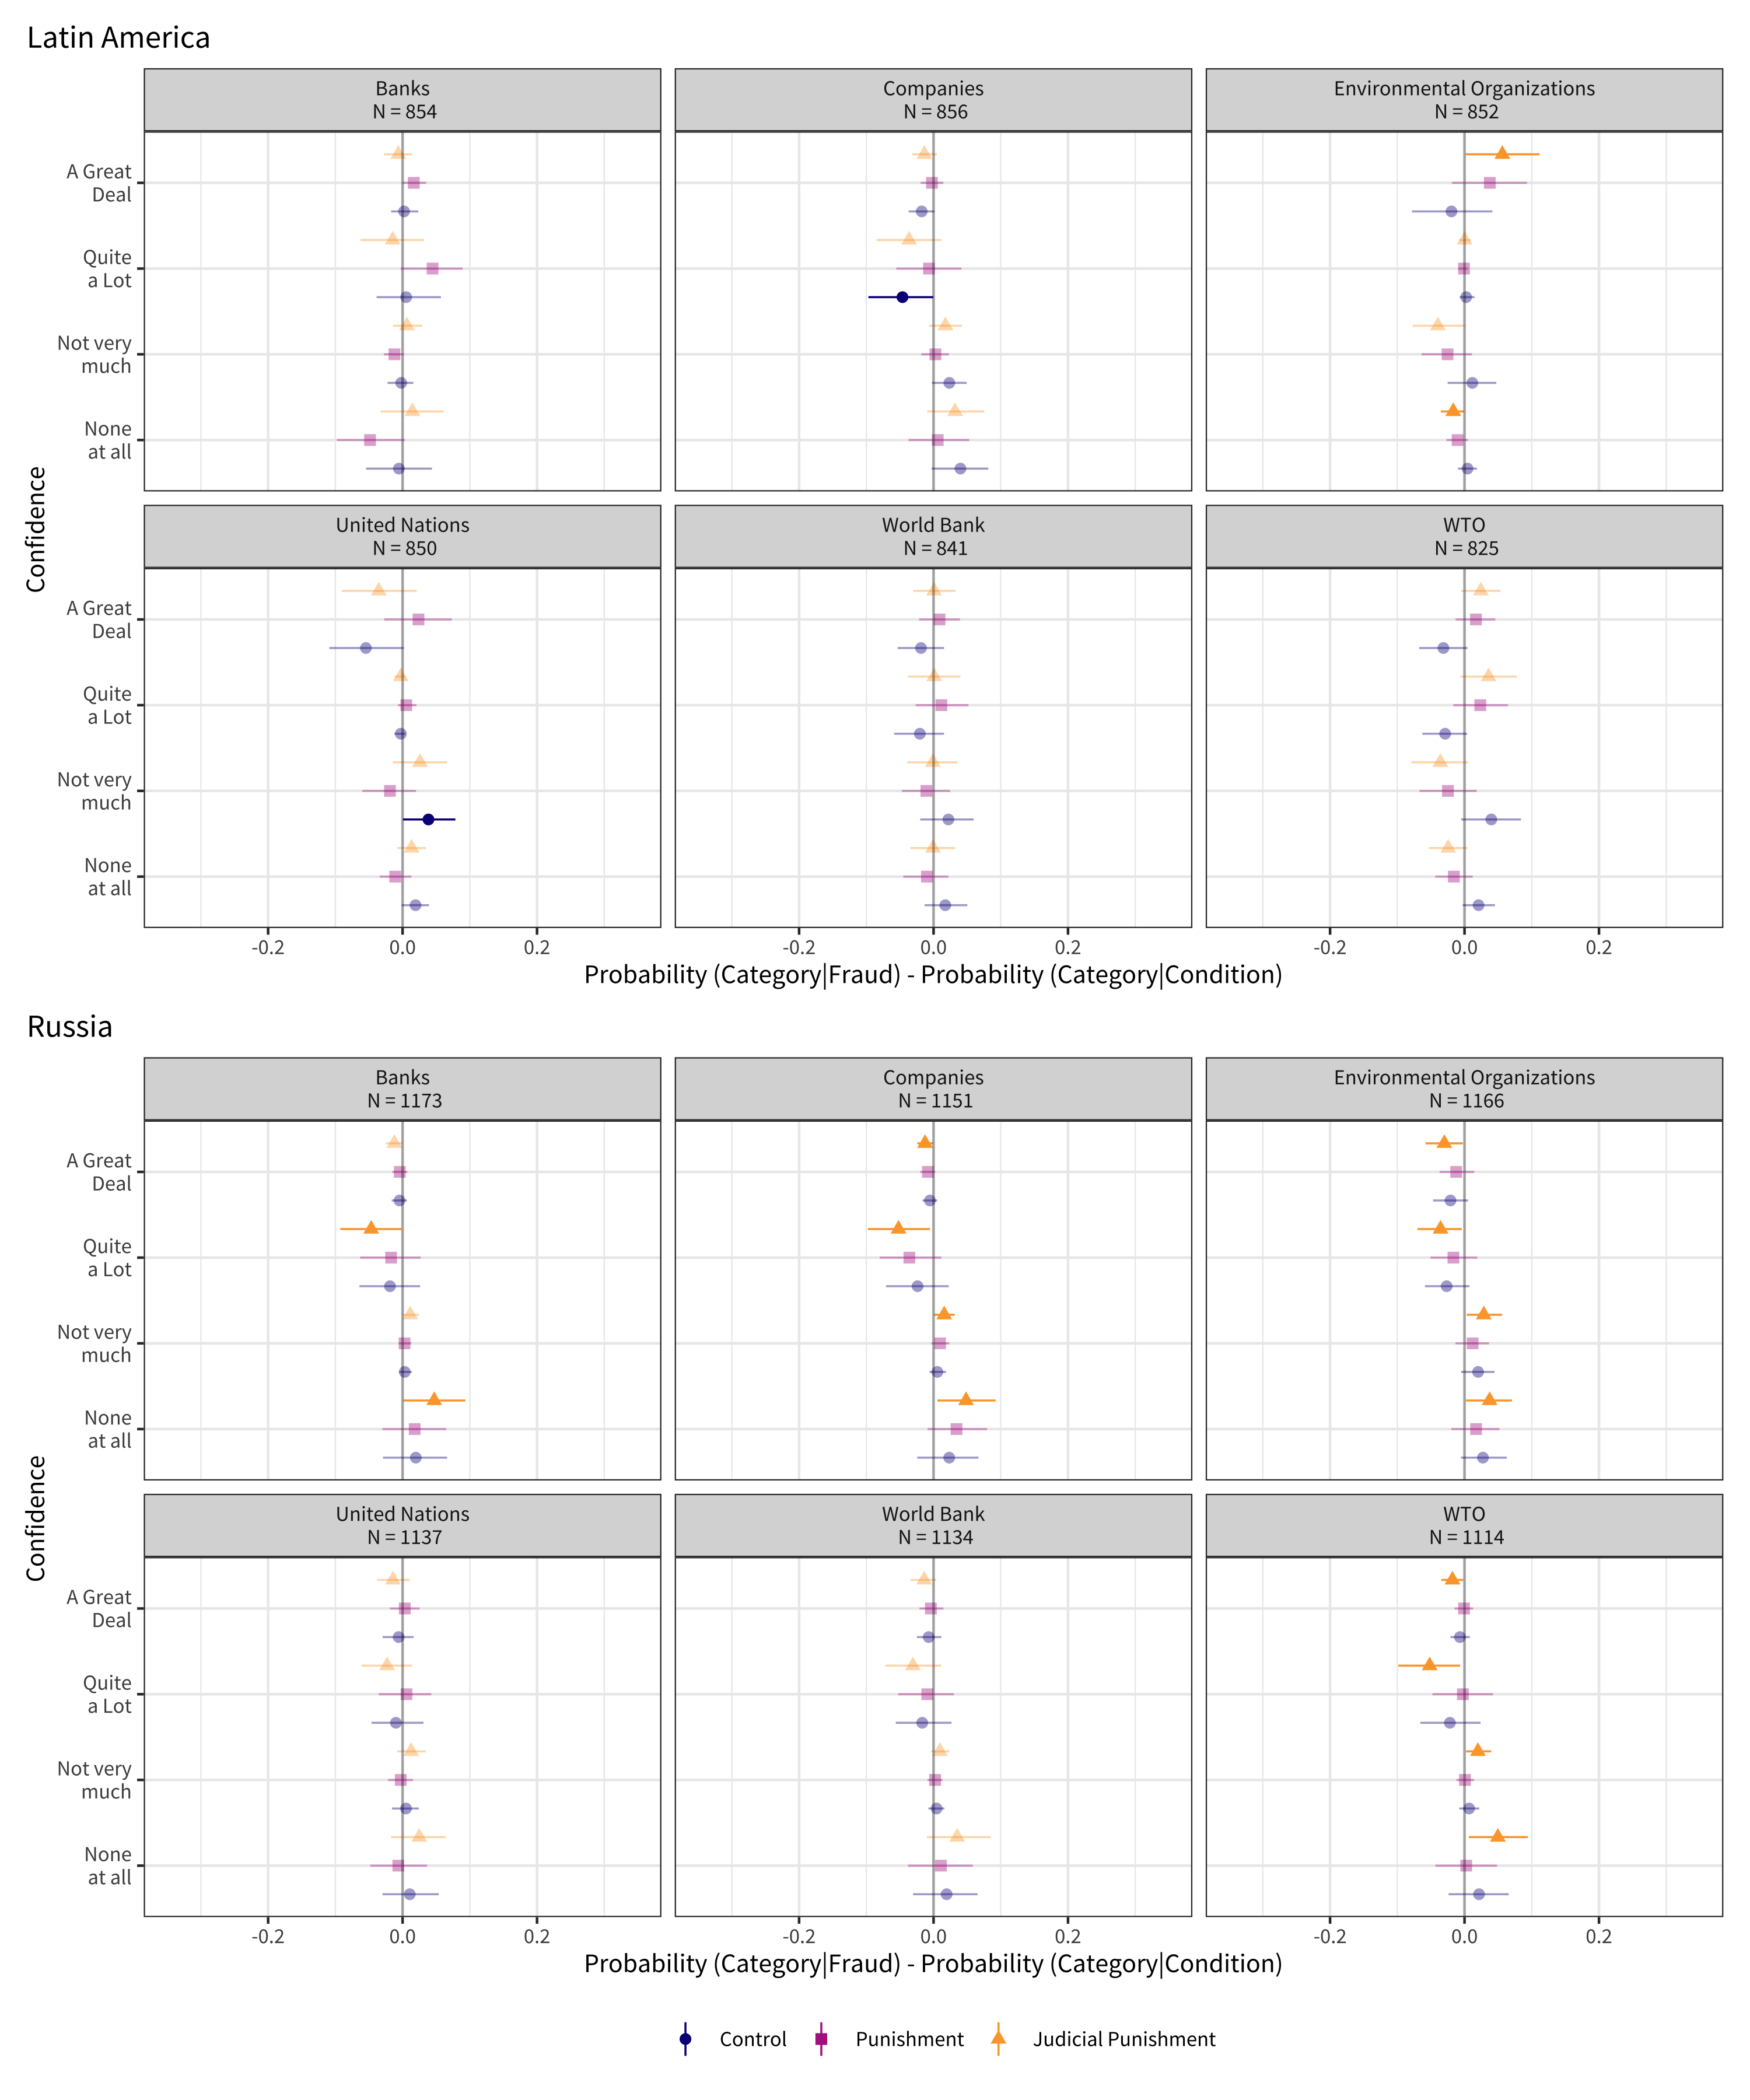 Latin America
Banks
N = 854
Companies
N = 856
Environmental Organizations
N = 852
A Great
Deal
Quite
a Lot
Not very
much
None
at all
United Nations
N = 850
World Bank
N = 841
WTO
N = 825
A Great
Deal
Quite
a Lot
Not very
much
None
at all
Confidence
-0.2 0.0 0.2 -0.2 0.0 0.2 -0.2 0.0 0.2
Probability (Category|Fraud) - Probability (Category|Condition)
Russia
Banks
N = 1173
Companies
N = 1151
Environmental Organizations
N = 1166
A Great
Deal
Quite
a Lot
Not very
much
None
at all
United Nations
N = 1137
World Bank
N = 1134
WTO
N = 1114
A Great
Deal
Quite
a Lot
Not very
much
None
at all
Confidence
-0.2 0.0 0.2 -0.2 0.0 0.2 -0.2 0.0 0.2
Probability (Category|Fraud) - Probability (Category|Condition)
Control Punishment Judicial Punishment